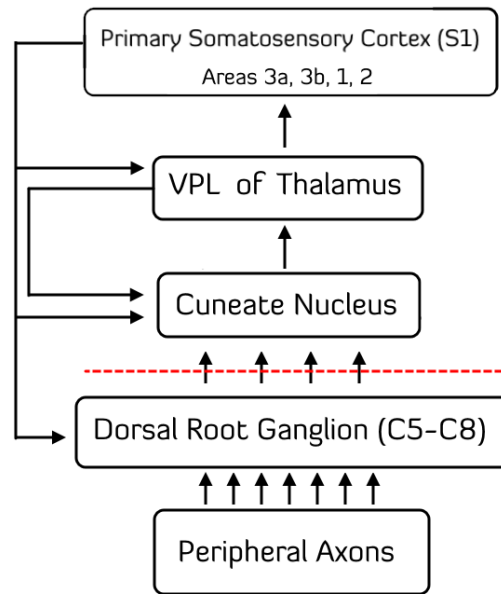 Primary Somatosensory Cortex (S1)
Areas 3a, 3b, 1, 2
VPL of Thalamus
Cuneate Nucleus
Dorsal Root Ganglion (C5-C8)
Peripheral Axons